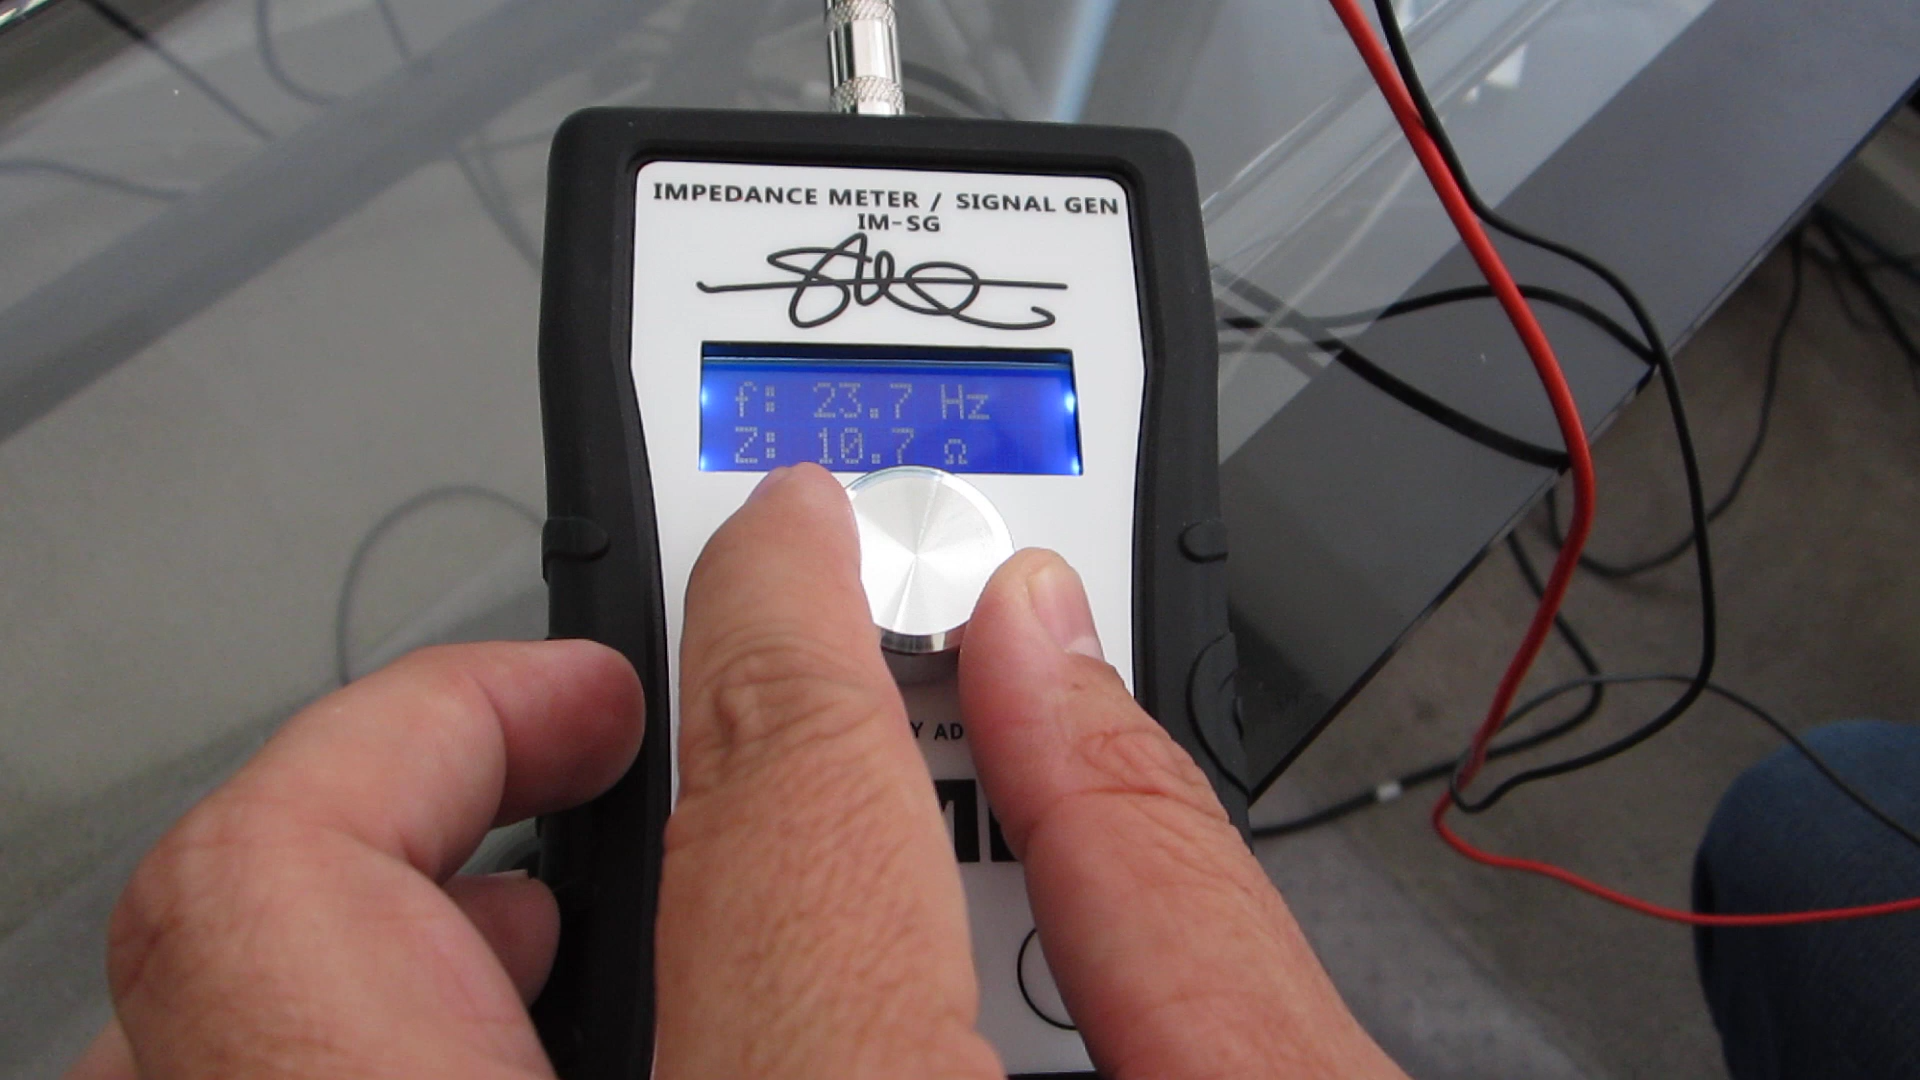 IMPEDANCE METER / SIGNAL GEN
IM-SG
f: 23.7 Hz
Z: 10.7 Ω